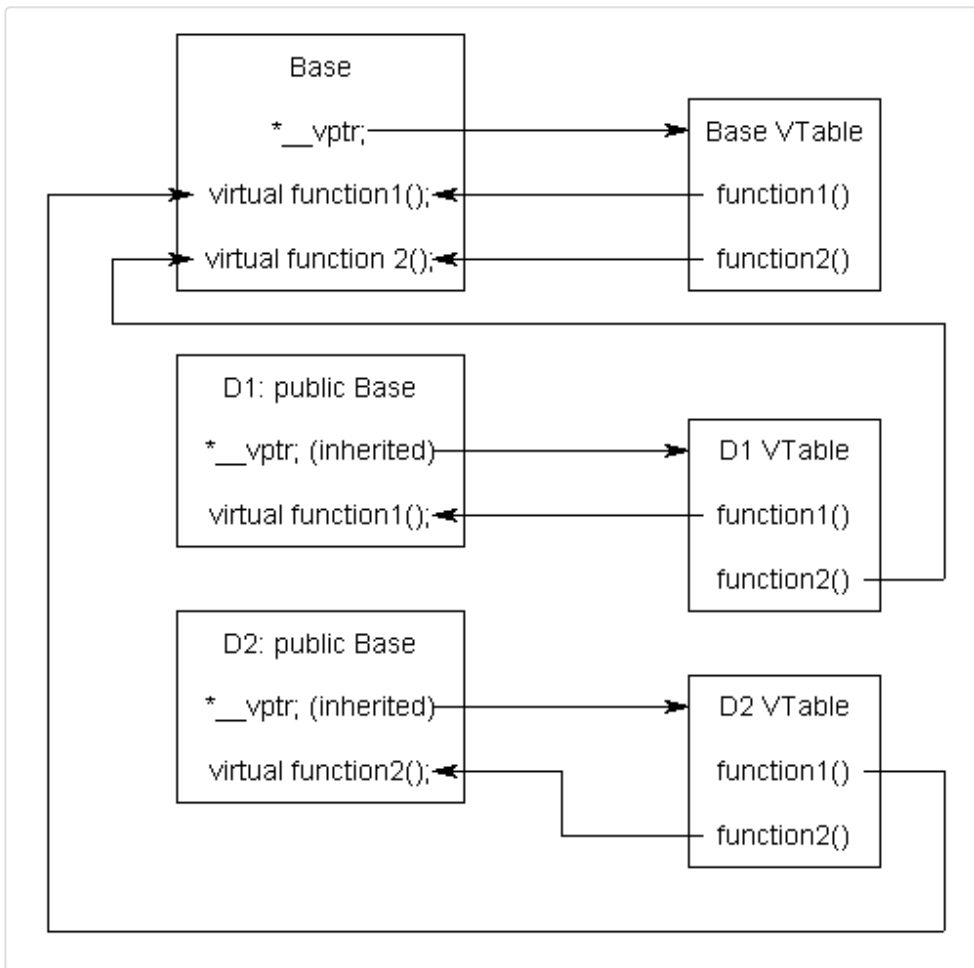 Base
*__vptr;
Base VTable
virtual function1();
function1()
virtual function 2();
function2()
D1: public Base
*__vptr; (inherited)
D1 VTable
virtual function1();
function1()
function2()
D2: public Base
*__vptr; (inherited)
D2 VTable
virtual function2();
function1()
function2()